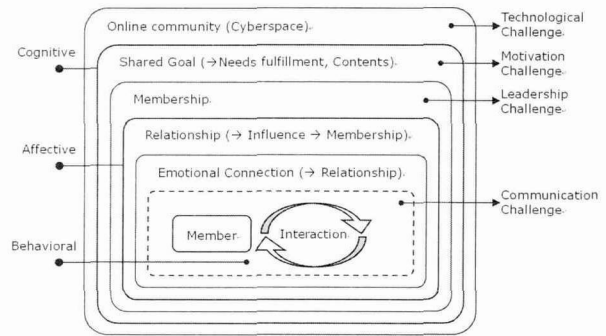 Online community (Cyberspace)
Technological
Challenge
Cognitive
Shared Goal (→Needs fulfillment, Contents)
Motivation
Challenge
Membership
Leadership
Challenge
Relationship (→ Influence → Membership)
Affective
Emotional Connection (→ Relationship)
Communication
Challenge
Member
Interaction
Behavioral